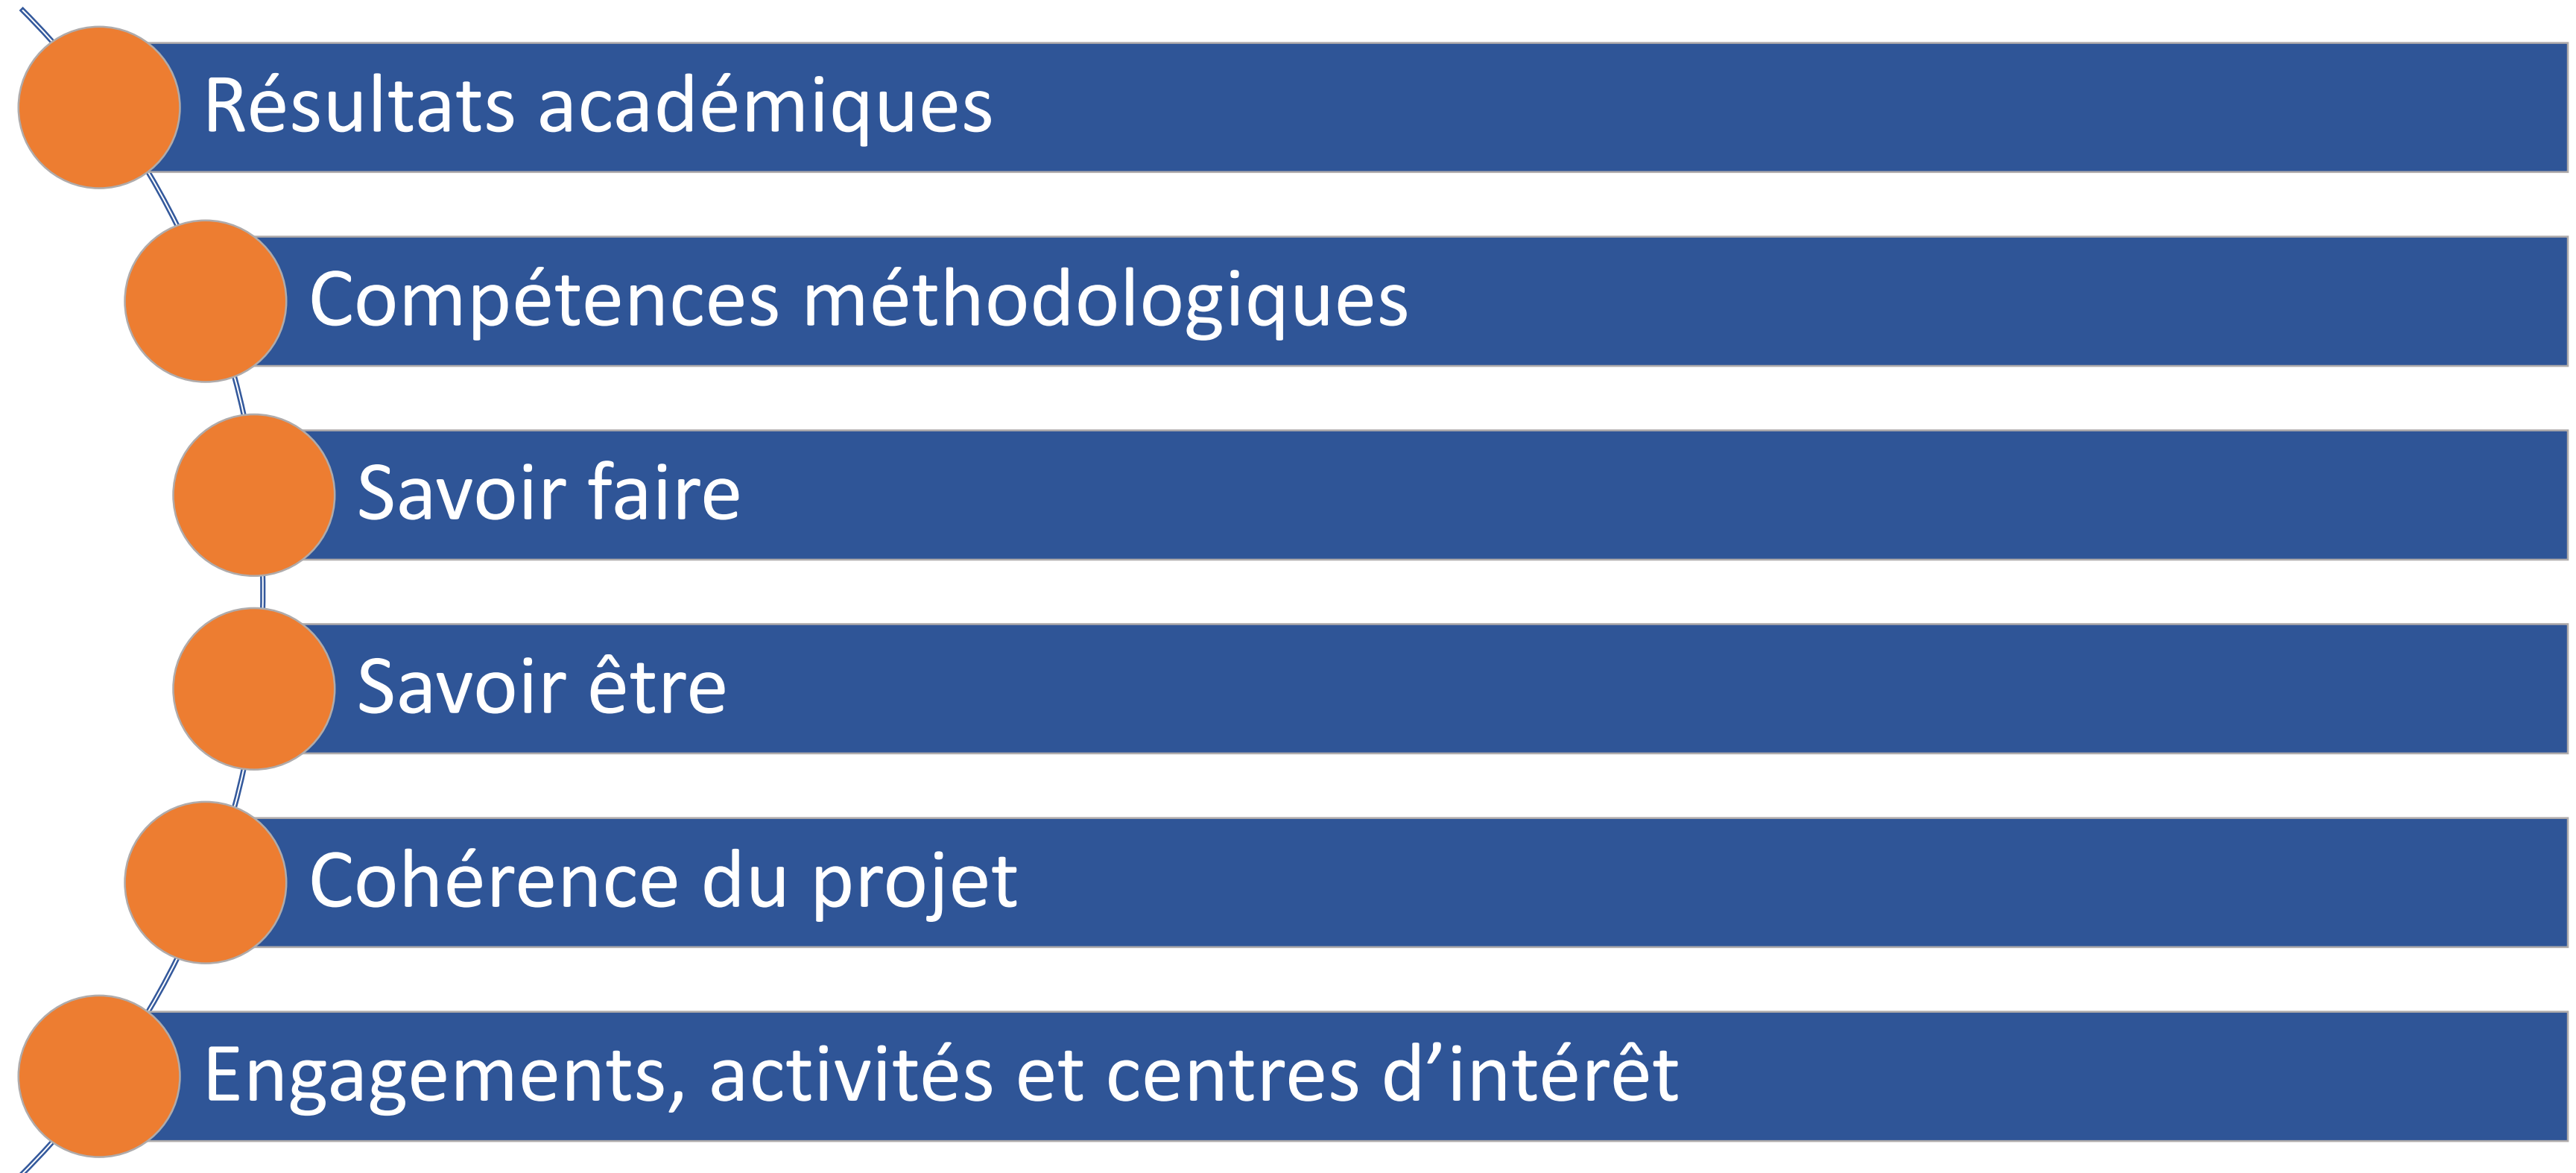 Résultats académiques
Compétences méthodologiques
Savoir faire
Savoir être
Cohérence du projet
Engagements, activités et centres d’intérêt